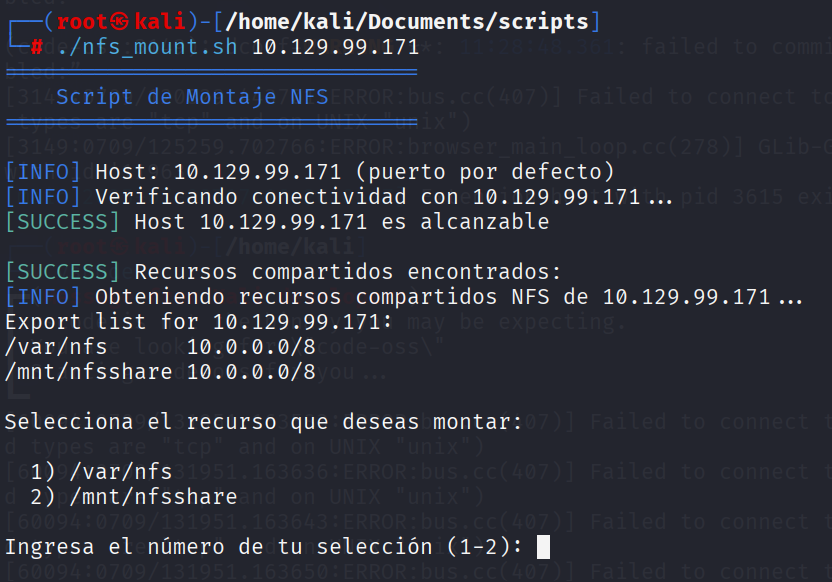 ┌──(root㉿kali)-[/home/kali/Documents/scripts]
└─# ./nfs_mount.sh 10.129.99.171
Script de Montaje NFS
[INFO] Host: 10.129.99.171 (puerto por defecto)
[INFO] Verificando conectividad con 10.129.99.171...
[SUCCESS] Host 10.129.99.171 es alcanzable
[SUCCESS] Recursos compartidos encontrados:
[INFO] Obteniendo recursos compartidos NFS de 10.129.99.171...
Export list for 10.129.99.171:
/var/nfs      10.0.0.0/8
/mnt/nfsshare 10.0.0.0/8
Selecciona el recurso que deseas montar:
1) /var/nfs
2) /mnt/nfsshare
Ingresa el número de tu selección (1-2):